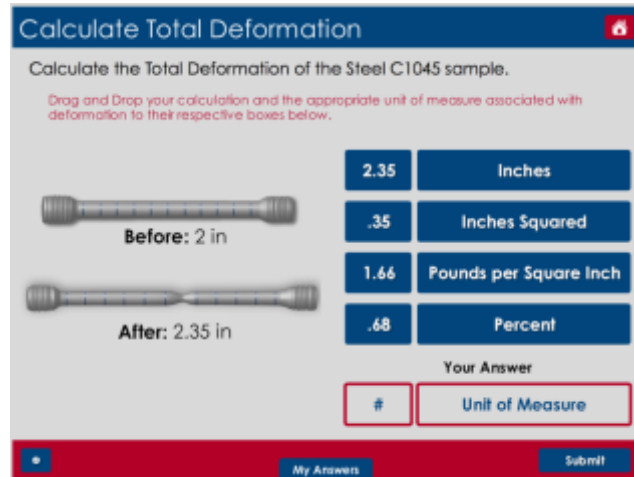 Calculate Total Deformation
Calculate the Total Deformation of the Steel C1045 sample.
Drag and Drop your calculation and the appropriate unit of measure associated with
deformation to their respective boxes below.
Before: 2 in
After: 2.35 in
2.35 Inches
.35 Inches Squared
1.66 Pounds per Square Inch
.68 Percent
Your Answer
# Unit of Measure
My Answers
Submit